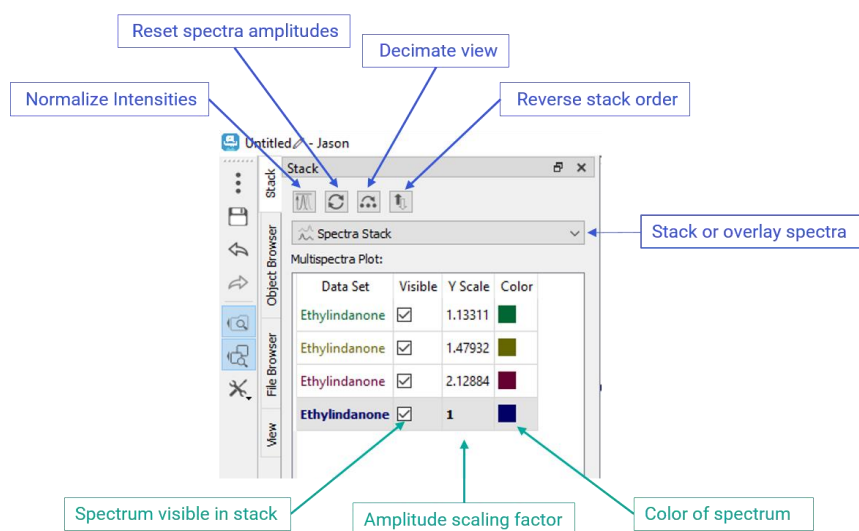 Reset spectra amplitudes
Decimate view
Normalize Intensities
Reverse stack order
Untitled - Jason
Stack
Stack
Spectra Stack
Stack or overlay spectra
Object Browser
Multispectra Plot:
Data Set Visible Y Scale Color
Ethylindanone 1.13311
Ethylindanone 1.47932
File Browser
Ethylindanone 2.12884
Ethylindanone 1
View
Spectrum visible in stack
Amplitude scaling factor
Color of spectrum